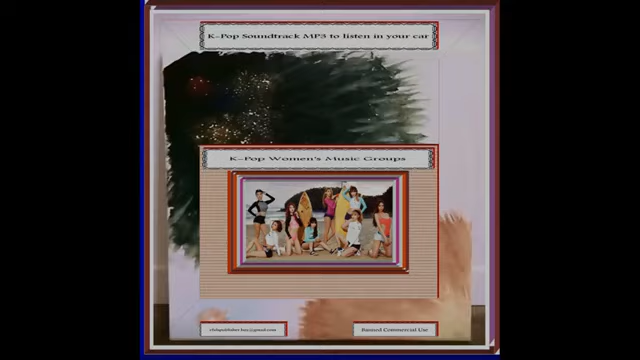 K-Pop Soundtrack MP3 to listen in your car
K-Pop Women's Music Groups
Banned Commercial Use